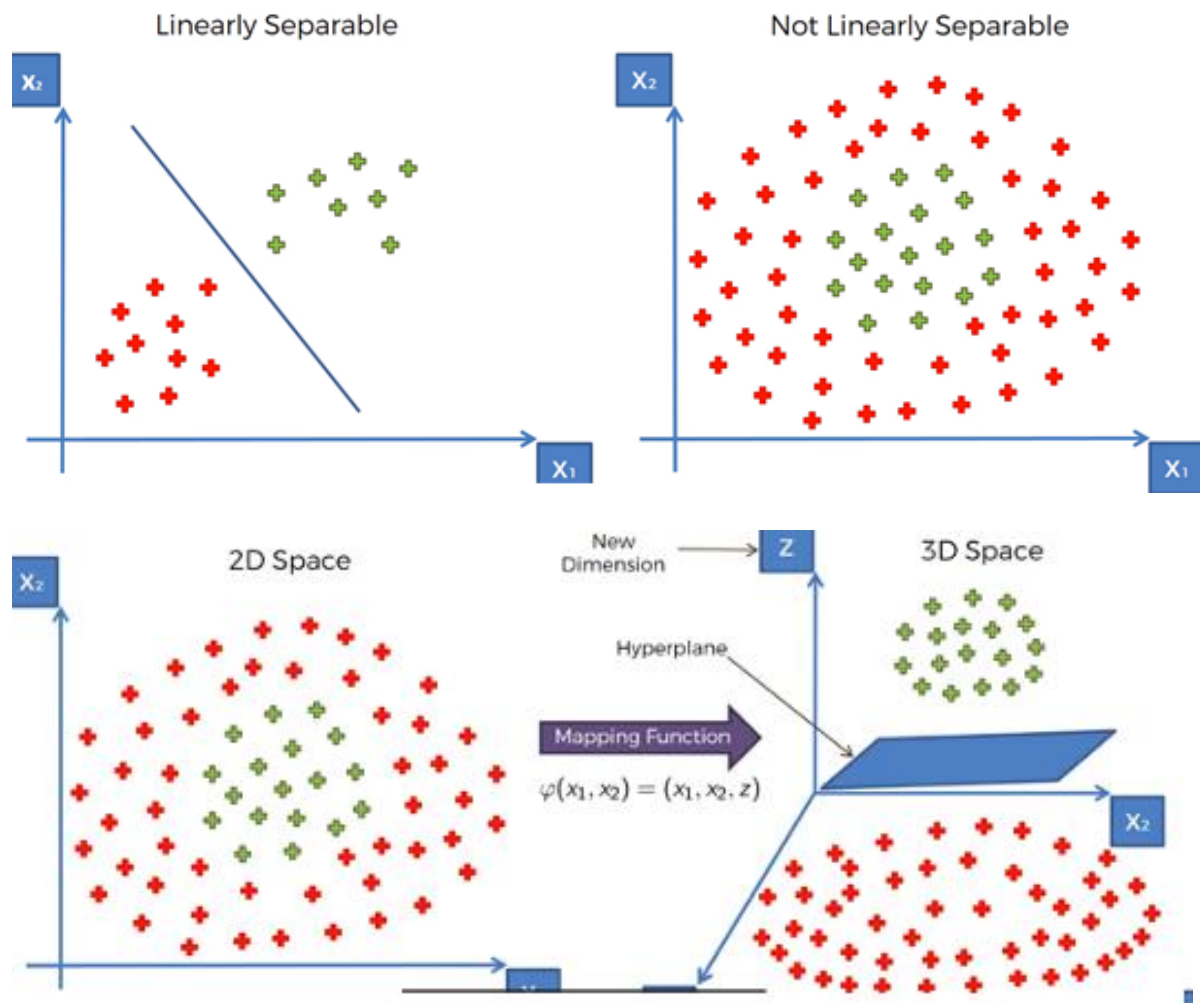 Linearly Separable
Not Linearly Separable
X₂
X₂
X₁
X₁
2D Space
New
Dimension
Z
3D Space
X₂
Hyperplane
Mapping Function
φ(x₁, x₂) = (x₁, x₂, z)
X₂